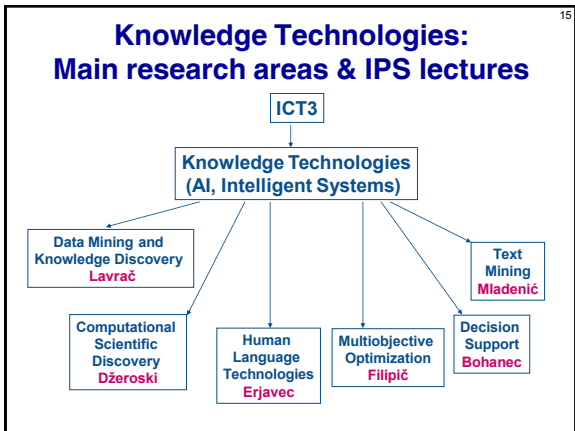 15
Knowledge Technologies:
Main research areas & IPS lectures
ICT3
Knowledge Technologies
(AI, Intelligent Systems)
Data Mining and
Knowledge Discovery
Lavrač
Text
Mining
Mladenić
Computational
Scientific
Discovery
Džeroski
Human
Language
Technologies
Erjavec
Multiobjective
Optimization
Filipič
Decision
Support
Bohanec